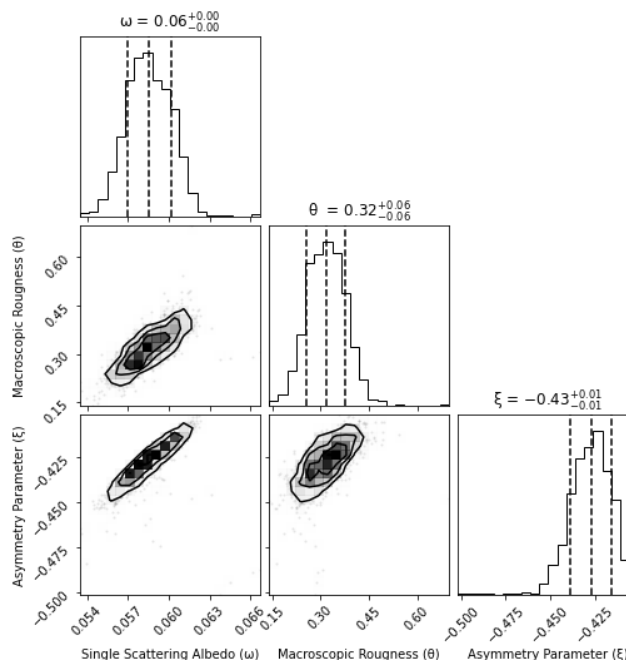 ω = 0.06+0.00 −0.00
θ = 0.32+0.06 −0.06
ξ = −0.43+0.01 −0.01
Macroscopic Rougness (θ)
0.60
0.45
0.30
0.15
Asymmetry Parameter (ξ)
−0.425
−0.450
−0.475
−0.500
0.054
0.057
0.060
0.063
0.066
Single Scattering Albedo (ω)
0.15
0.30
0.45
0.60
Macroscopic Rougness (θ)
−0.500
−0.475
−0.450
−0.425
Asymmetry Parameter (ξ)